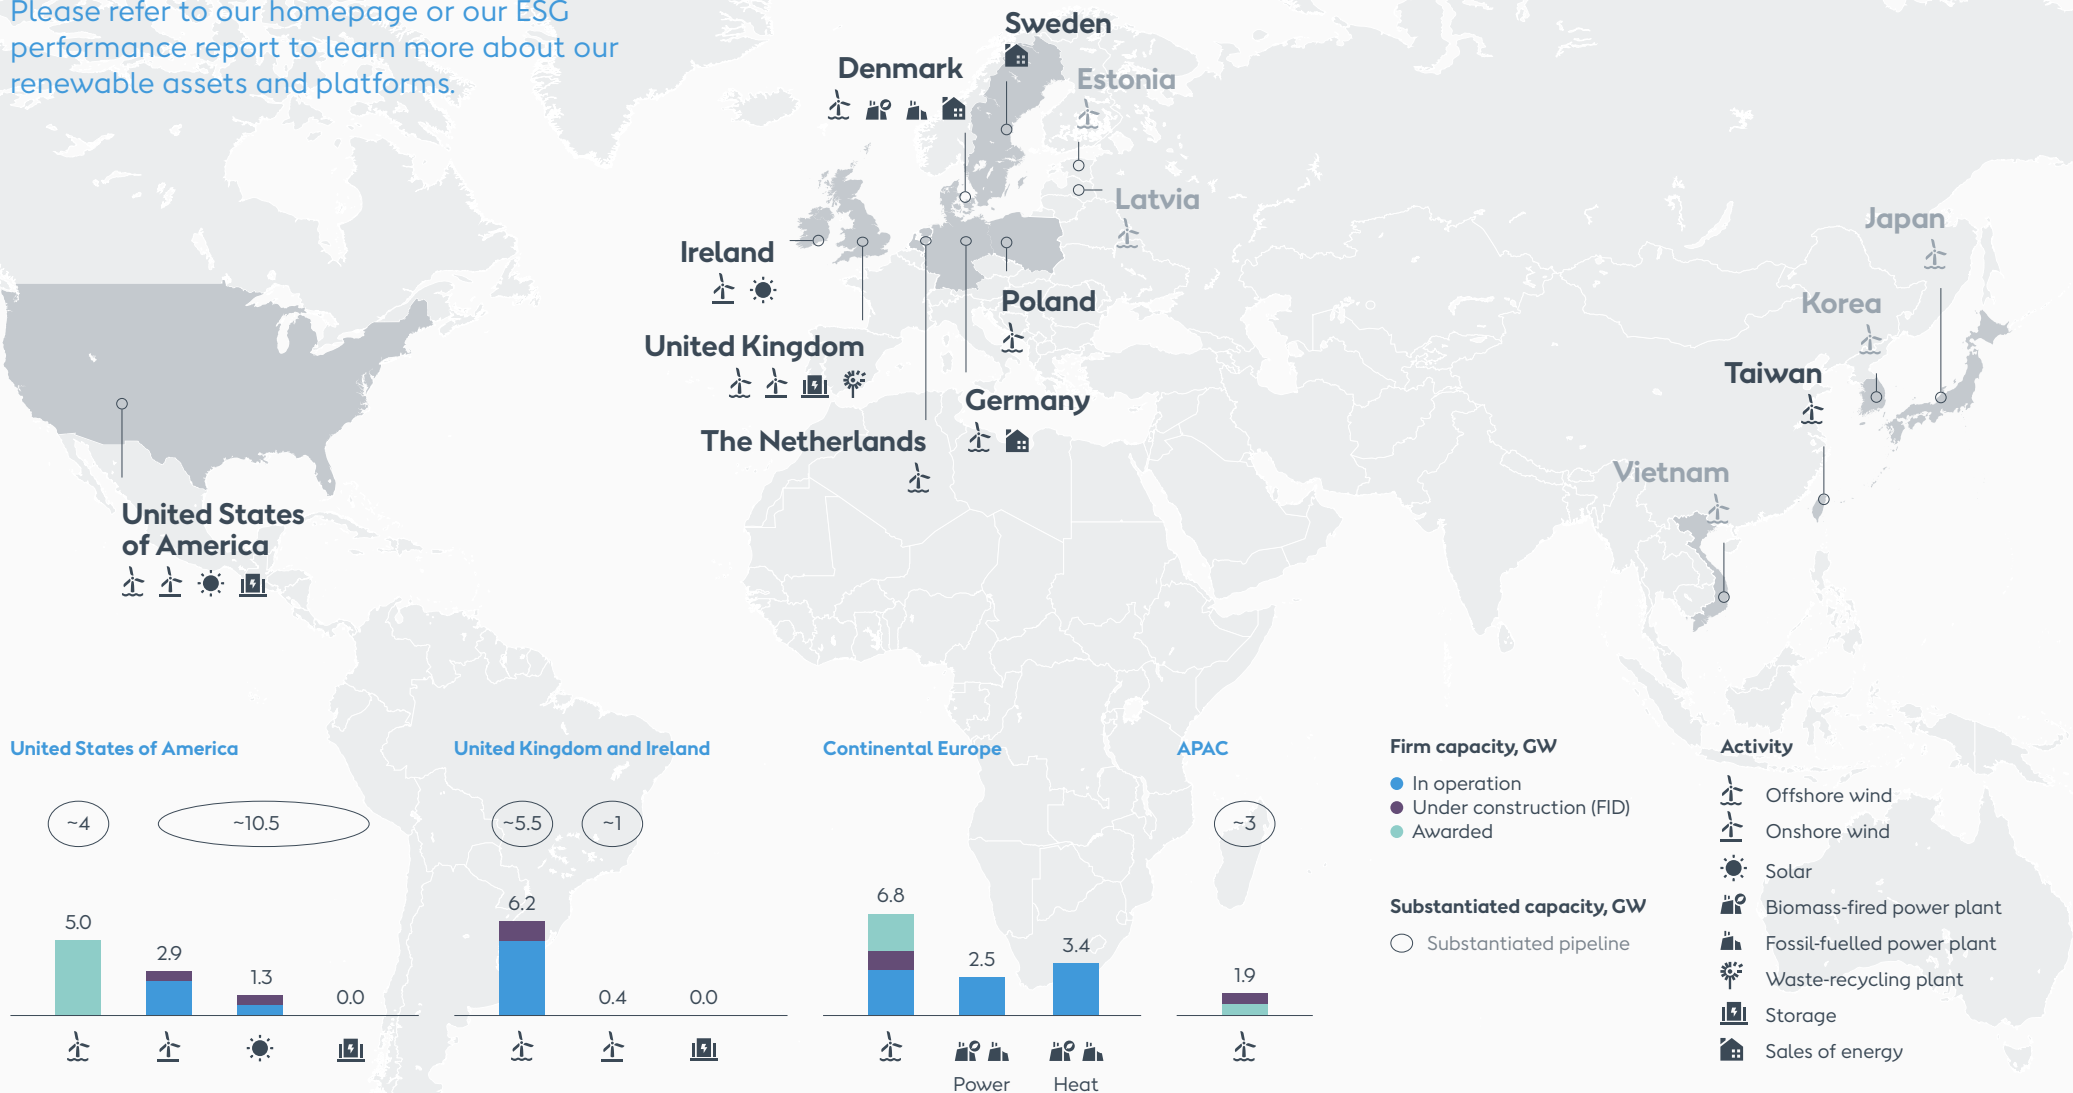 Please refer to our homepage or our ESG
performance report to learn more about our
renewable assets and platforms.
Sweden
Denmark
Estonia
Latvia
Ireland
United Kingdom
Poland
Germany
The Netherlands
Japan
Korea
Taiwan
Vietnam
United States
of America
United States of America
~4
~10.5
5.0
2.9
1.3
0.0
United Kingdom and Ireland
~5.5
~1
6.2
0.4
0.0
Continental Europe
6.8
2.5
3.4
Power
Heat
APAC
~3
1.9
Firm capacity, GW
In operation
Under construction (FID)
Awarded
Substantiated capacity, GW
Substantiated pipeline
Activity
Offshore wind
Onshore wind
Solar
Biomass-fired power plant
Fossil-fuelled power plant
Waste-recycling plant
Storage
Sales of energy